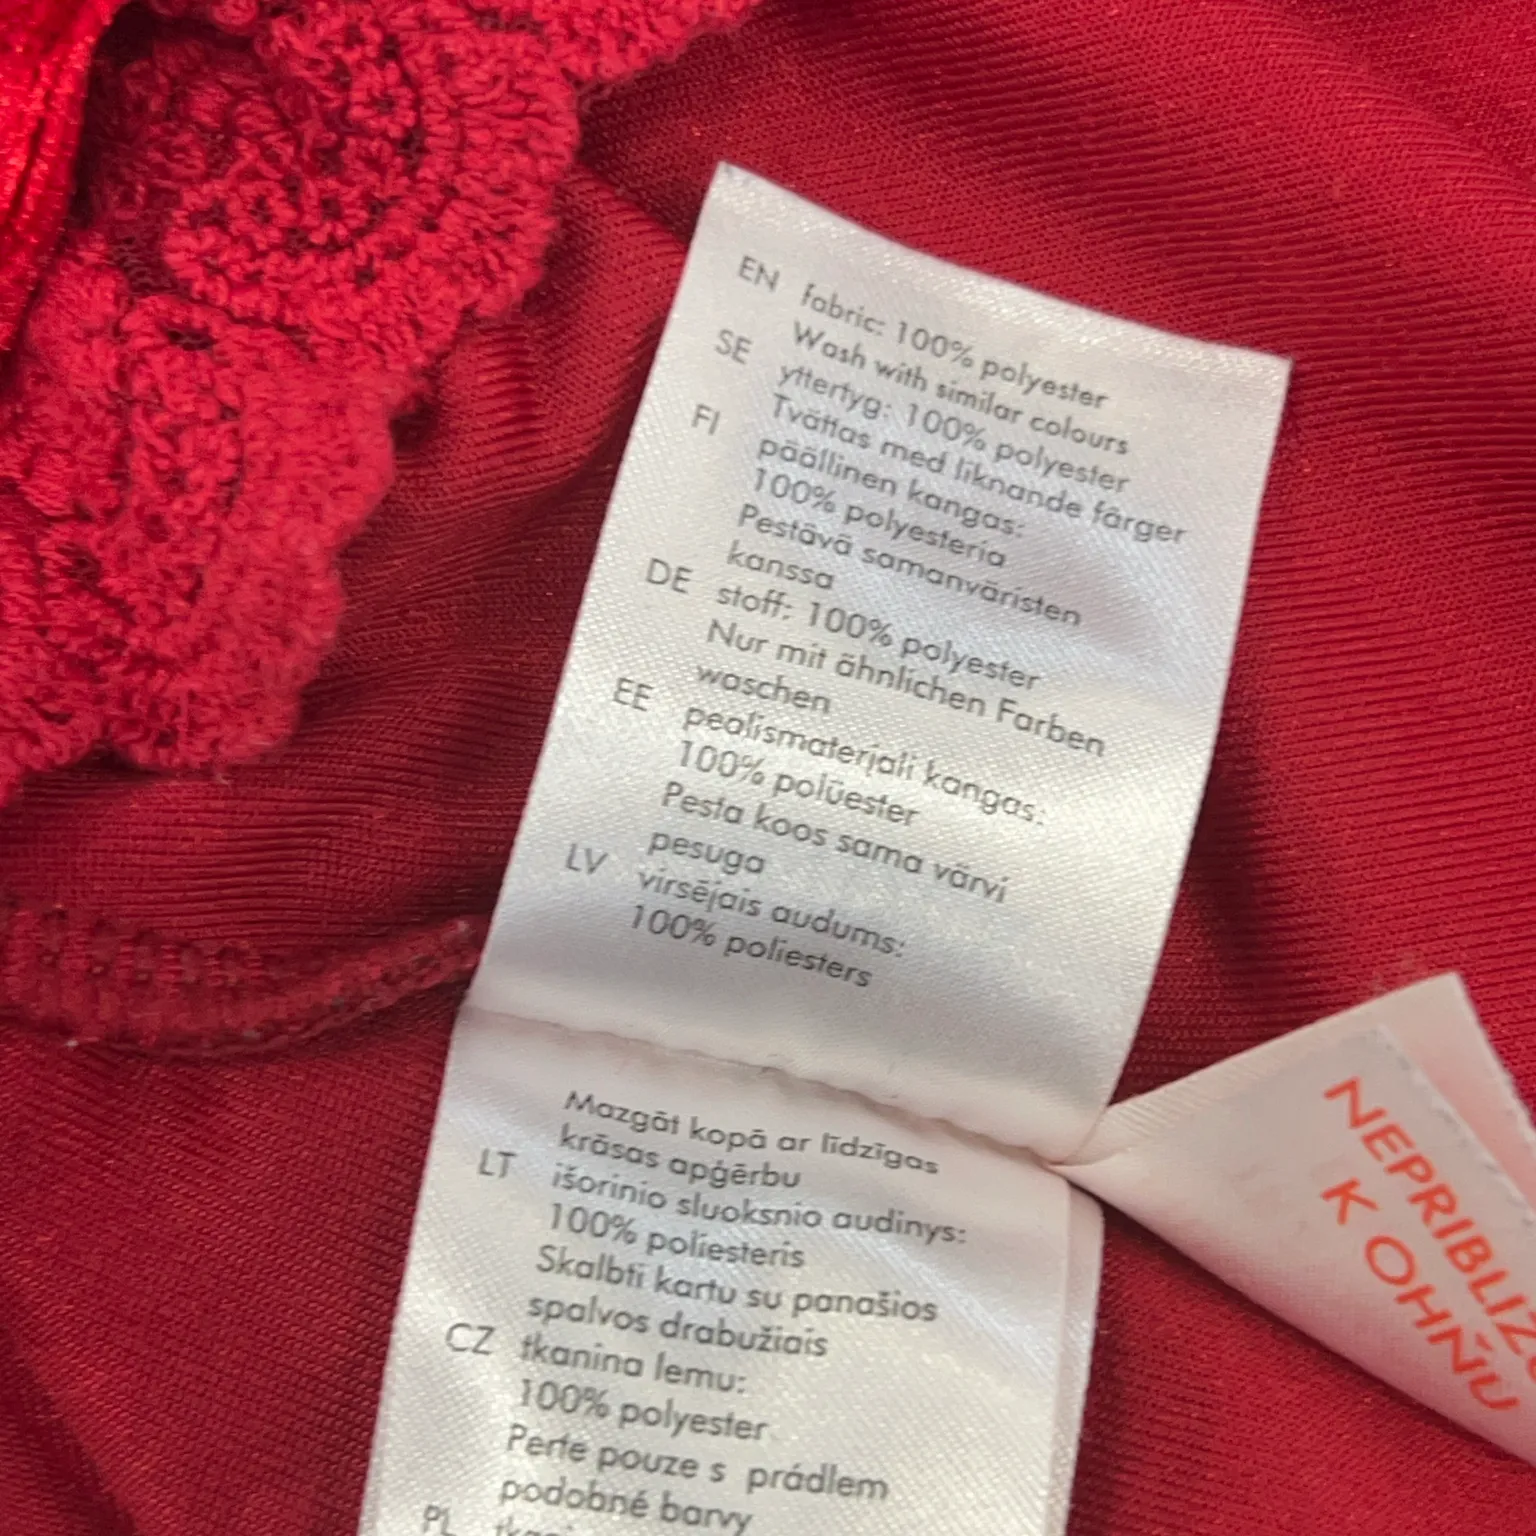 EN fabric: 100% polyester
Wash with similar colours
SE yttertyg: 100% polyester
Tvättas med liknande färger
FI päällinen kangas:
100% polyesteria
Pestävä samanväristen
kanssa
DE stoff: 100% polyester
Nur mit ähnlichen Farben
waschen
EE pealismaterjali kangas:
100% polüester
Pesta koos sama värvi
pesuga
LV virsējais audums:
100% poliesters
Mazgāt kopā ar līdzīgas
krāsas apģērbu
LT išorinio sluoksnio audinys:
100% poliesteris
Skalbti kartu su panašios
spalvos drabužiais
CZ tkanina lemu:
100% polyester
Perte pouze s prádlem
podobné barvy
PL
K OHŇU